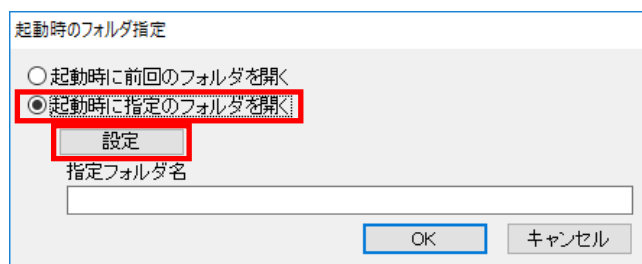 起動時のフォルダ指定
起動時に前回のフォルダを開く
起動時に指定のフォルダを開く
設定
指定フォルダ名
OK キャンセル